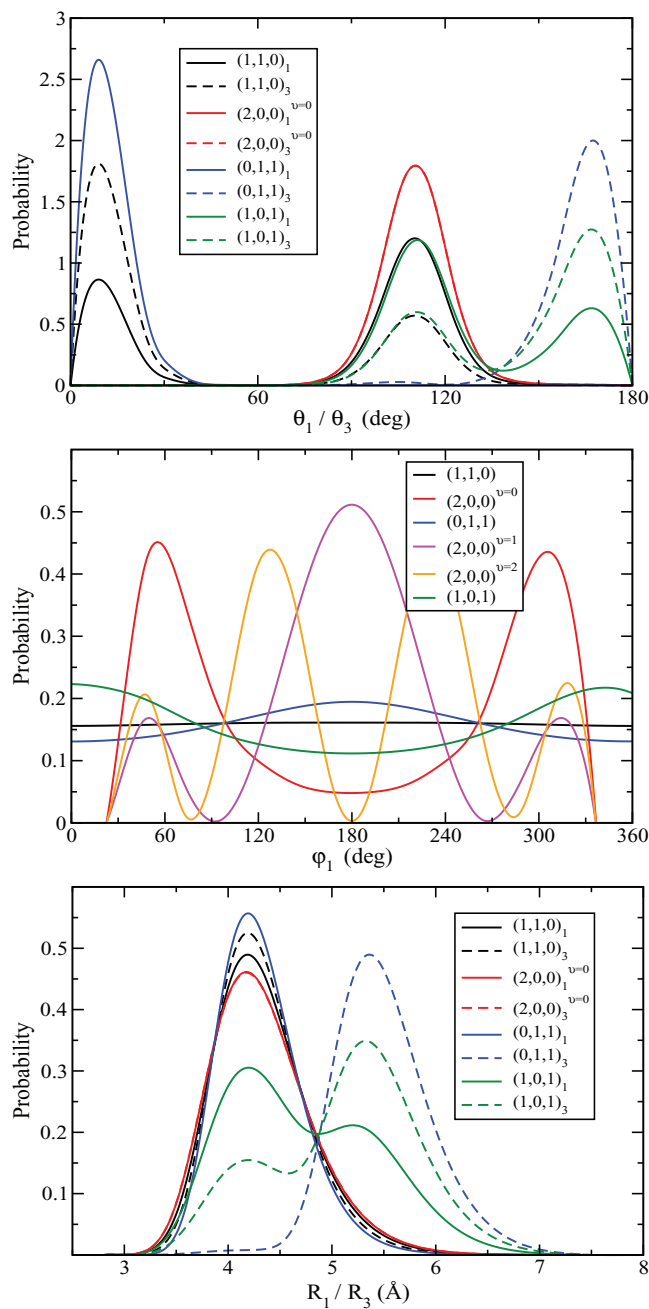 3
2.5
2
1.5
1
0.5
0
Probability
(1,1,0)₁
(1,1,0)₃
(2,0,0)₁^υ=0
(2,0,0)₃^υ=0
(0,1,1)₁
(0,1,1)₃
(1,0,1)₁
(1,0,1)₃
0 60 120 180
θ₁ / θ₃ (deg)
0.5
0.4
0.3
0.2
0.1
0
Probability
(1,1,0)
(2,0,0)^υ=0
(0,1,1)
(2,0,0)^υ=1
(2,0,0)^υ=2
(1,0,1)
0 60 120 180 240 300 360
φ₁ (deg)
0.5
0.4
0.3
0.2
0.1
Probability
(1,1,0)₁
(1,1,0)₃
(2,0,0)₁^υ=0
(2,0,0)₃^υ=0
(0,1,1)₁
(0,1,1)₃
(1,0,1)₁
(1,0,1)₃
3 4 5 6 7 8
R₁ / R₃ (Å)